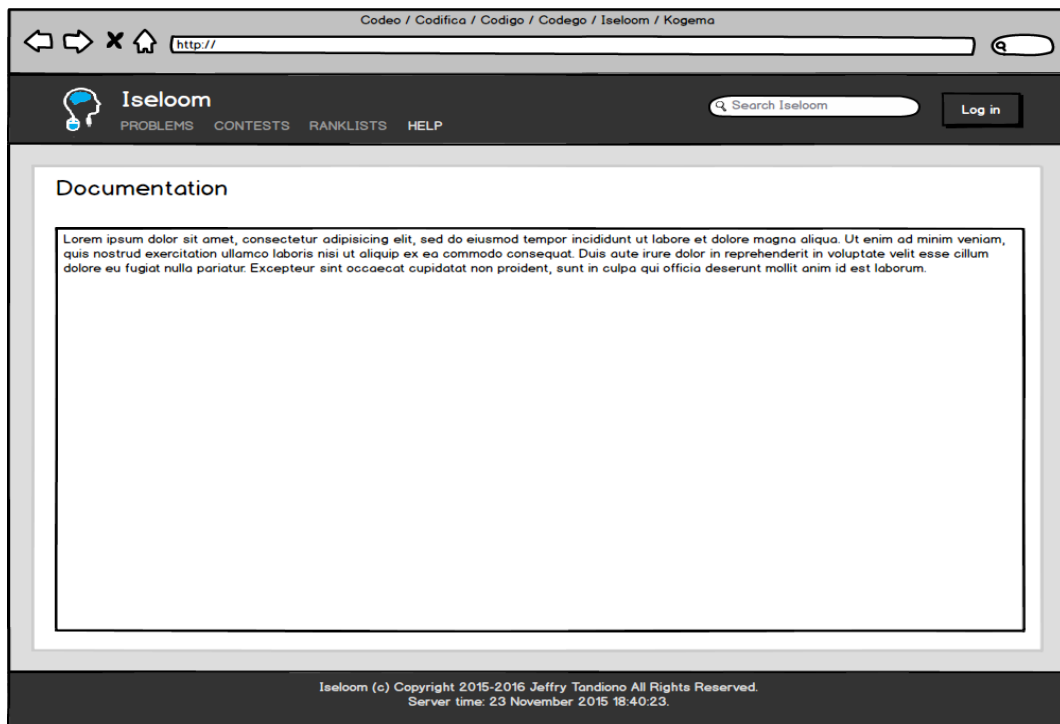 Codeo / Codifica / Codigo / Codego / Iseloom / Kogema
http://
Iseloom
Search Iseloom
Log in
PROBLEMS CONTESTS RANKLISTS HELP
Documentation
Lorem ipsum dolor sit amet, consectetur adipisicing elit, sed do eiusmod tempor incididunt ut labore et dolore magna aliqua. Ut enim ad minim veniam,
quis nostrud exercitation ullamco laboris nisi ut aliquip ex ea commodo consequat. Duis aute irure dolor in reprehenderit in voluptate velit esse cillum
dolore eu fugiat nulla pariatur. Excepteur sint occaecat cupidatat non proident, sunt in culpa qui officia deserunt mollit anim id est laborum.
Iseloom (c) Copyright 2015-2016 Jeffry Tandiono All Rights Reserved.
Server time: 23 November 2015 18:40:23.